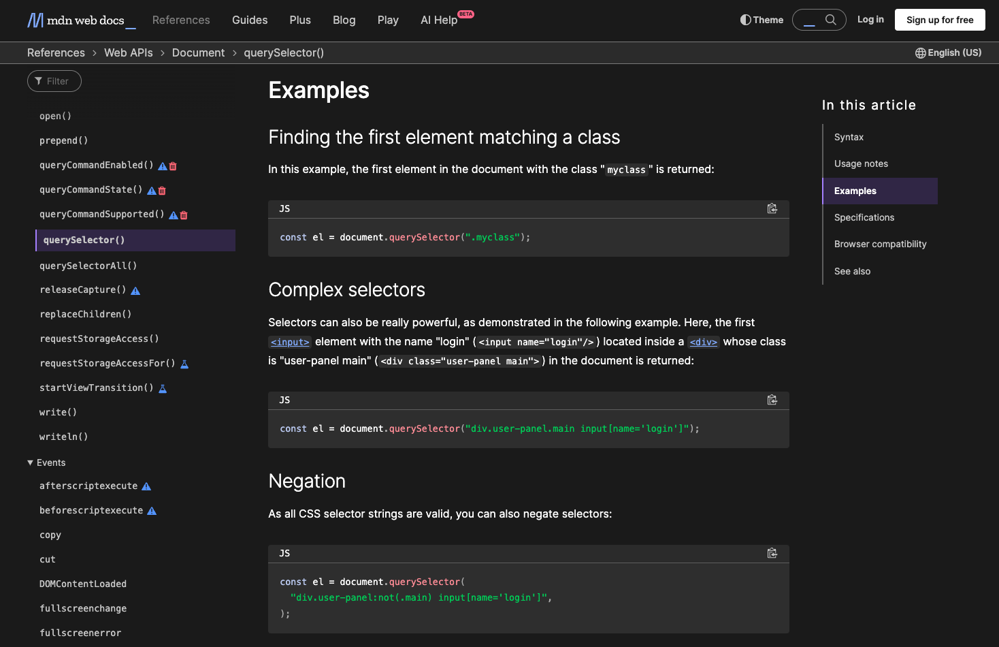 mdn web docs_
References
Guides
Plus
Blog
Play
AI Help
BETA
Theme
Log in
Sign up for free
References > Web APIs > Document > querySelector()
English (US)
Filter
open()
prepend()
queryCommandEnabled()
queryCommandState()
queryCommandSupported()
querySelector()
querySelectorAll()
releaseCapture()
replaceChildren()
requestStorageAccess()
requestStorageAccessFor()
startViewTransition()
write()
writeln()
Events
afterscriptexecute
beforescriptexecute
copy
cut
DOMContentLoaded
fullscreenchange
fullscreenerror
Examples
Finding the first element matching a class
In this example, the first element in the document with the class "myclass" is returned:
JS
const el = document.querySelector(".myclass");
Complex selectors
Selectors can also be really powerful, as demonstrated in the following example. Here, the first
<input> element with the name "login" (<input name="login"/>) located inside a <div> whose class
is "user-panel main" (<div class="user-panel main">) in the document is returned:
JS
const el = document.querySelector("div.user-panel.main input[name='login']");
Negation
As all CSS selector strings are valid, you can also negate selectors:
JS
const el = document.querySelector(
"div.user-panel:not(.main) input[name='login']",
);
In this article
Syntax
Usage notes
Examples
Specifications
Browser compatibility
See also